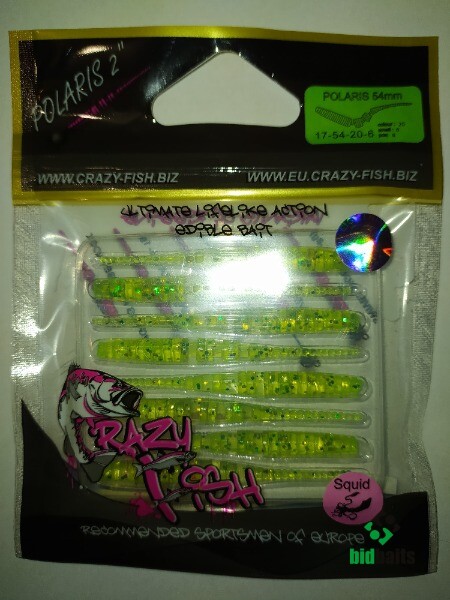 POLARIS 2"
POLARIS 54mm
17-54-20-6
WWW.CRAZY-FISH.BIZ
WWW.EU.CRAZY-FISH.BIZ
ULTIMATE LIFELIKE ACTION
EDIBLE BAIT
CRAZY
FISH
Squid
RECOMMENDED SPORTSMEN OF EUROPE
bidbaits